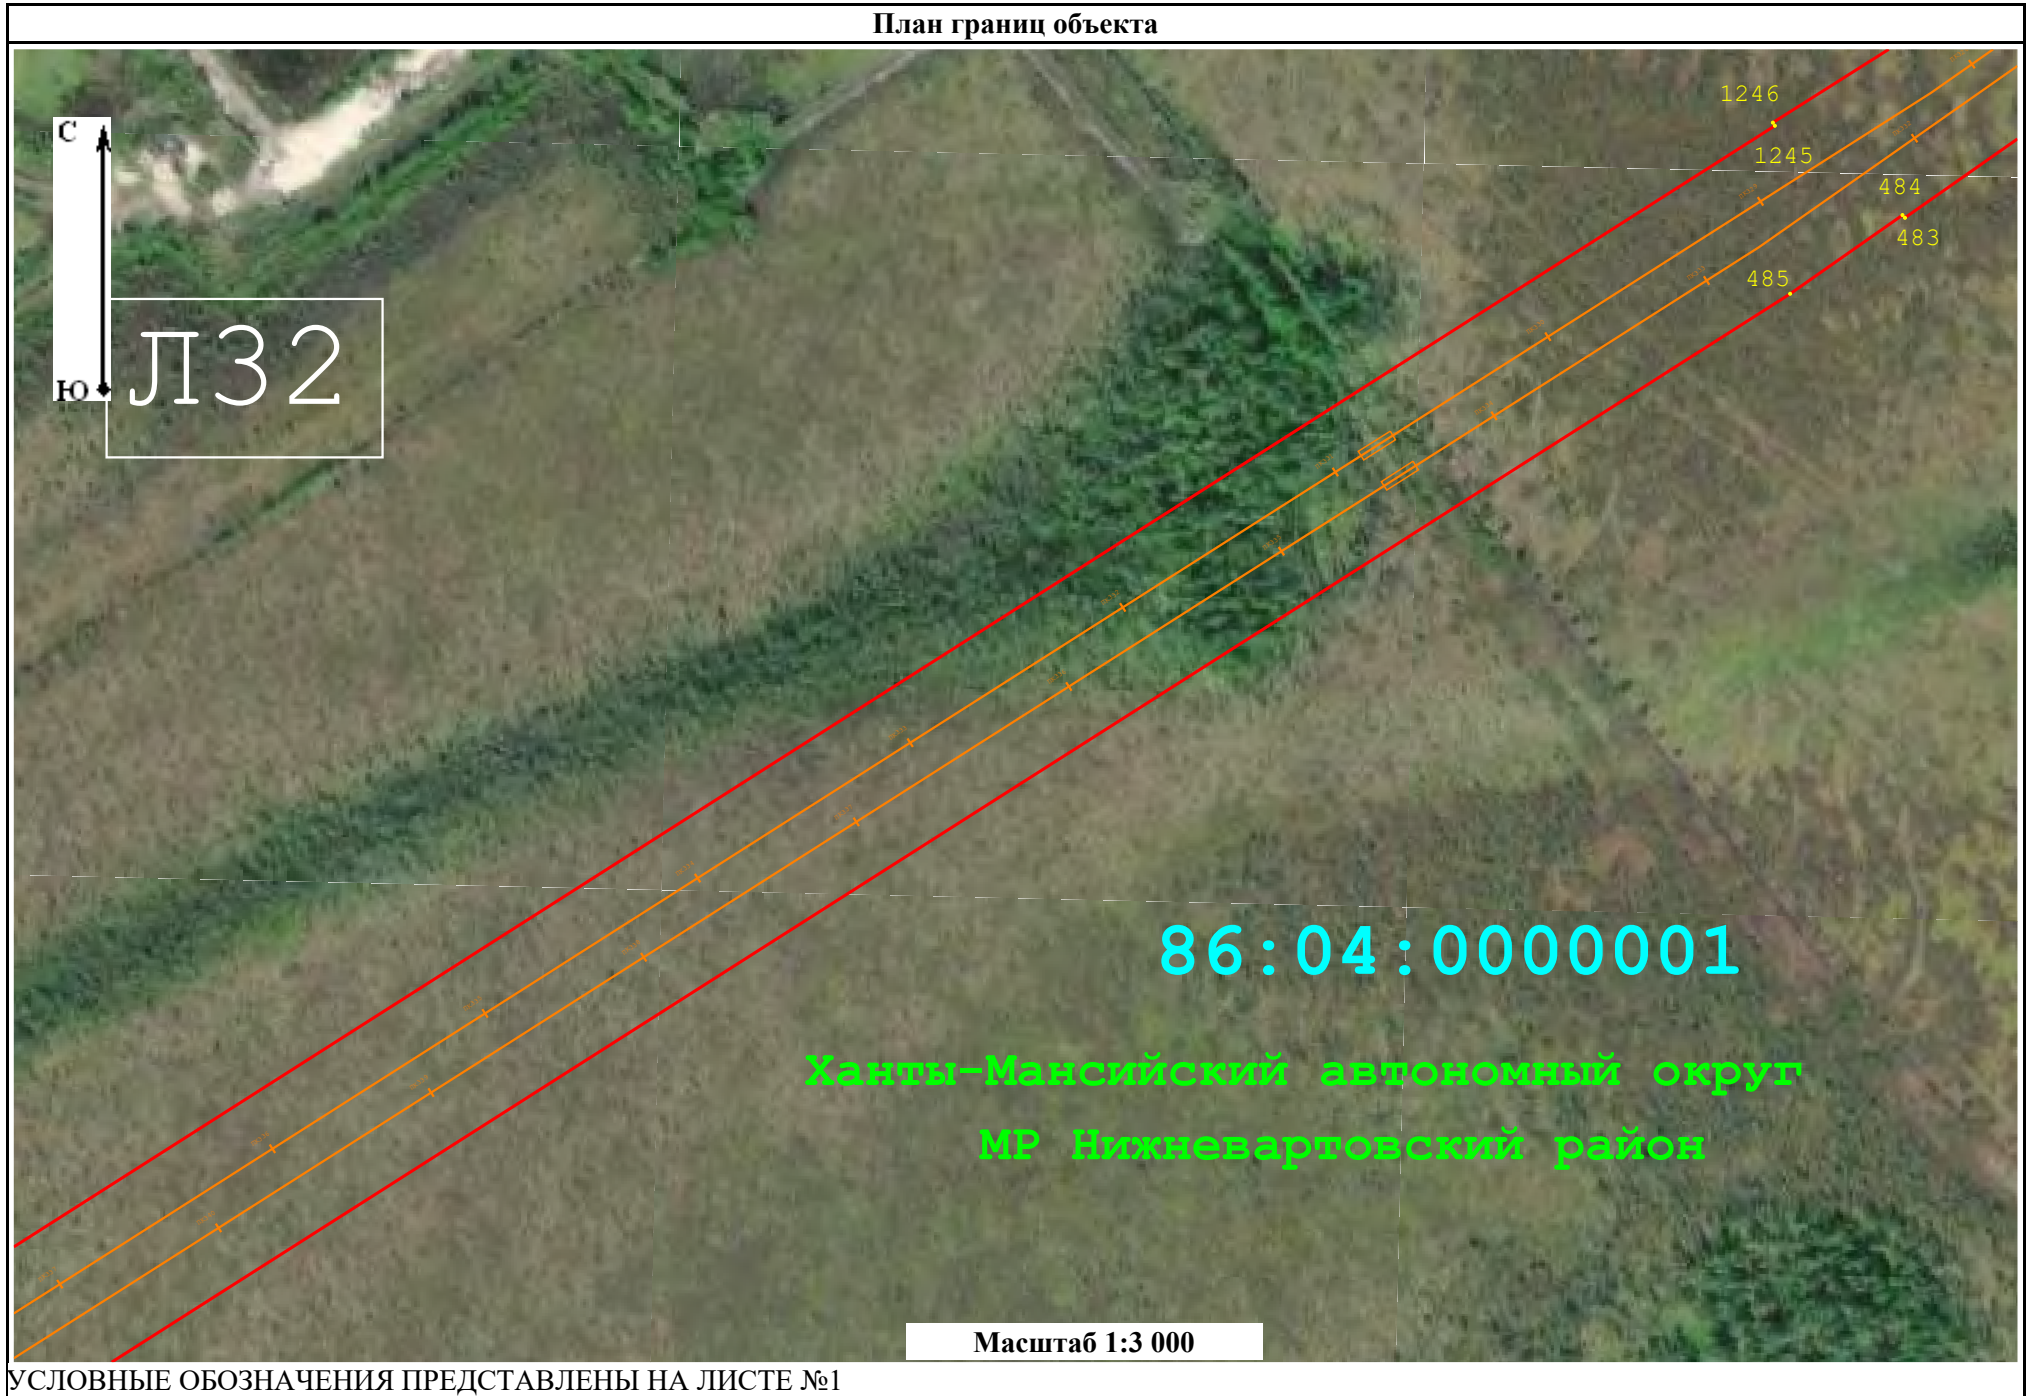 План границ объекта
1246
С
1245
484
483
485
Л32
Ю
86:04:0000001
Ханты-Мансийский автономный округ
МР Нижневартовский район
Масштаб 1:3 000
УСЛОВНЫЕ ОБОЗНАЧЕНИЯ ПРЕДСТАВЛЕНЫ НА ЛИСТЕ №1